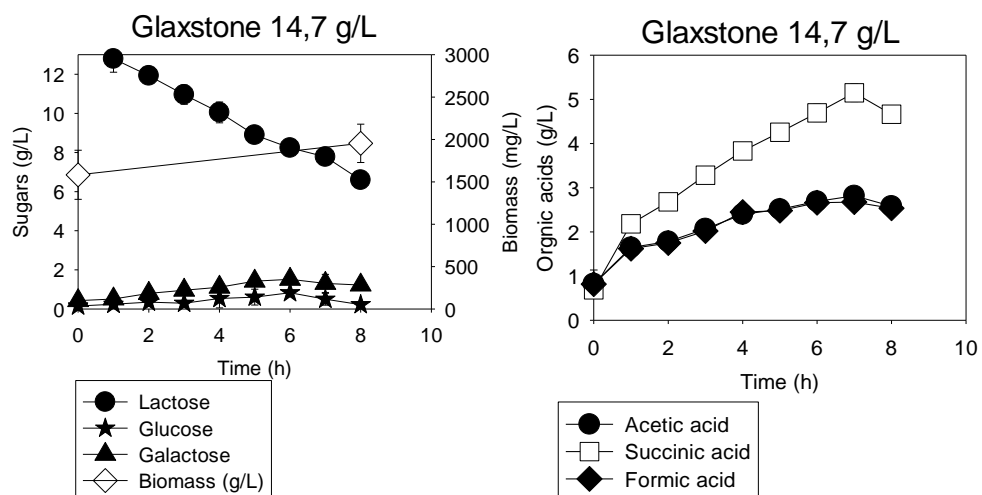 Glaxstone 14,7 g/L
Sugars (g/L)
12
10
8
6
4
2
0
3000
2500
2000
1500
1000
500
0
Biomass (mg/L)
0 2 4 6 8 10
Time (h)
Lactose
Glucose
Galactose
Biomass (g/L)
Glaxstone 14,7 g/L
Orgnic acids (g/L)
6
5
4
3
2
1
0
0 2 4 6 8 10
Time (h)
Acetic acid
Succinic acid
Formic acid